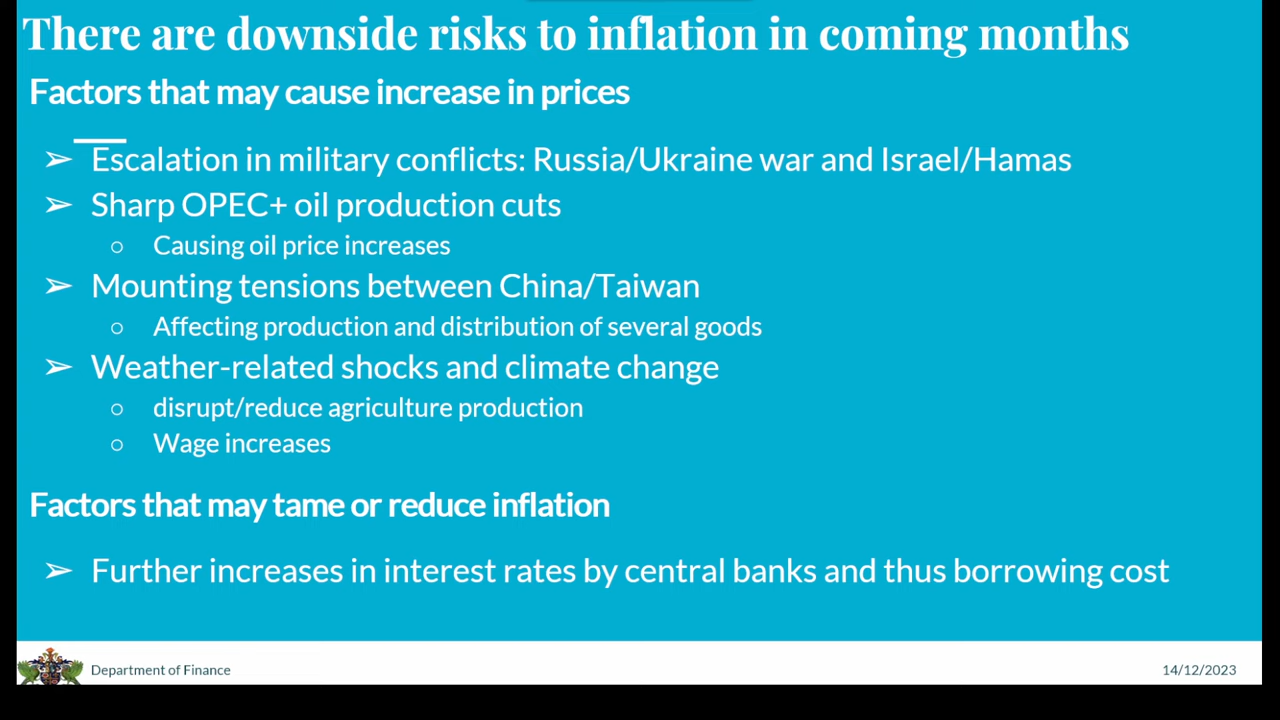 There are downside risks to inflation in coming months
Factors that may cause increase in prices
➢ Escalation in military conflicts: Russia/Ukraine war and Israel/Hamas
➢ Sharp OPEC+ oil production cuts
○ Causing oil price increases
➢ Mounting tensions between China/Taiwan
○ Affecting production and distribution of several goods
➢ Weather-related shocks and climate change
○ disrupt/reduce agriculture production
○ Wage increases
Factors that may tame or reduce inflation
➢ Further increases in interest rates by central banks and thus borrowing cost
Department of Finance
14/12/2023